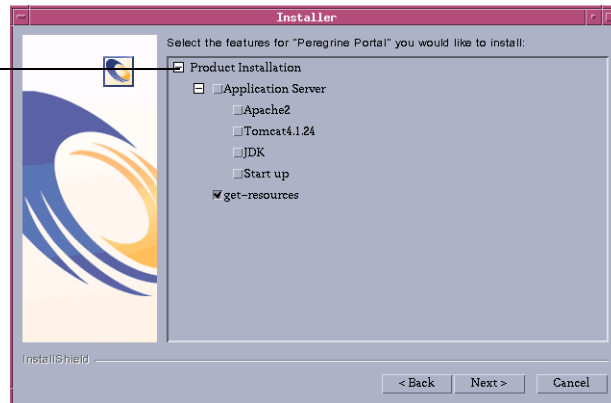 Installer
Select the features for "Peregrine Portal" you would like to install:
Product Installation
Application Server
Apache2
Tomcat4.1.24
JDK
Start up
get-resources
InstallShield
< Back Next > Cancel